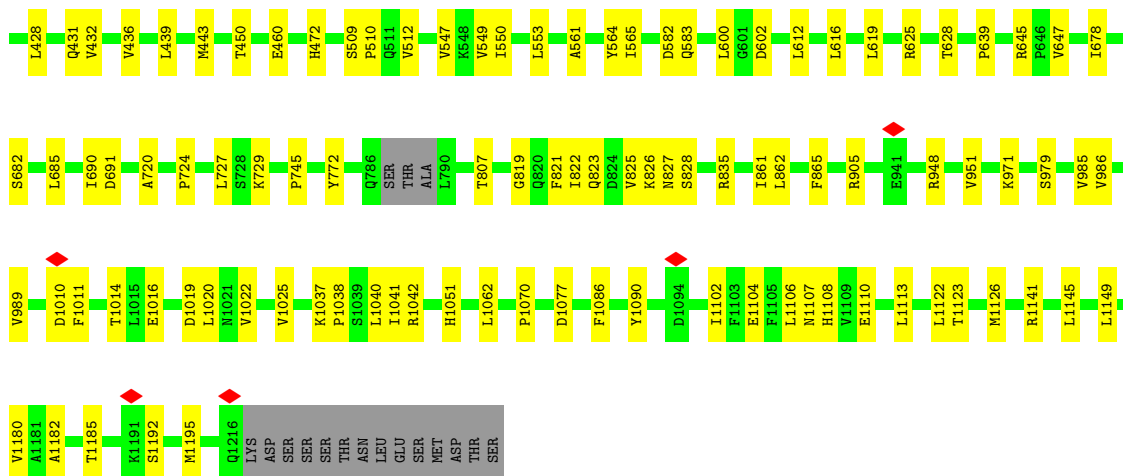 L428 Q431 V432 V436 L439 M443 T450 E460 H472 S509 P510 Q511 V512 V547 K548 V549 I550 L553 A561 Y564 I565 D582 Q583 L600 G601 D602 L612 L616 L619 R625 T628 P639 R645 P646 V647 I678
S682 L685 I690 D691 A720 P724 L727 S728 K729 P745 Y772 Q786 SER THR ALA L790 T807 G819 Q820 F821 I822 Q823 D824 V825 K826 N827 S828 R835 I861 L862 F865 R905 E941 R948 V951 K971 S979 V985 V986
V989 D1010 F1011 T1014 L1015 E1016 D1019 L1020 N1021 V1022 V1025 K1037 P1038 S1039 L1040 I1041 R1042 H1051 L1062 P1070 D1077 F1086 Y1090 D1094 I1102 F1103 E1104 F1105 L1106 N1107 H1108 V1109 E1110 L1113 L1122 T1123 M1126 R1141 L1145 L1149
V1180 A1181 A1182 T1185 K1191 S1192 M1195 Q1216 LYS ASP SER SER SER THR ASN LEU GLU SER MET ASP THR SER